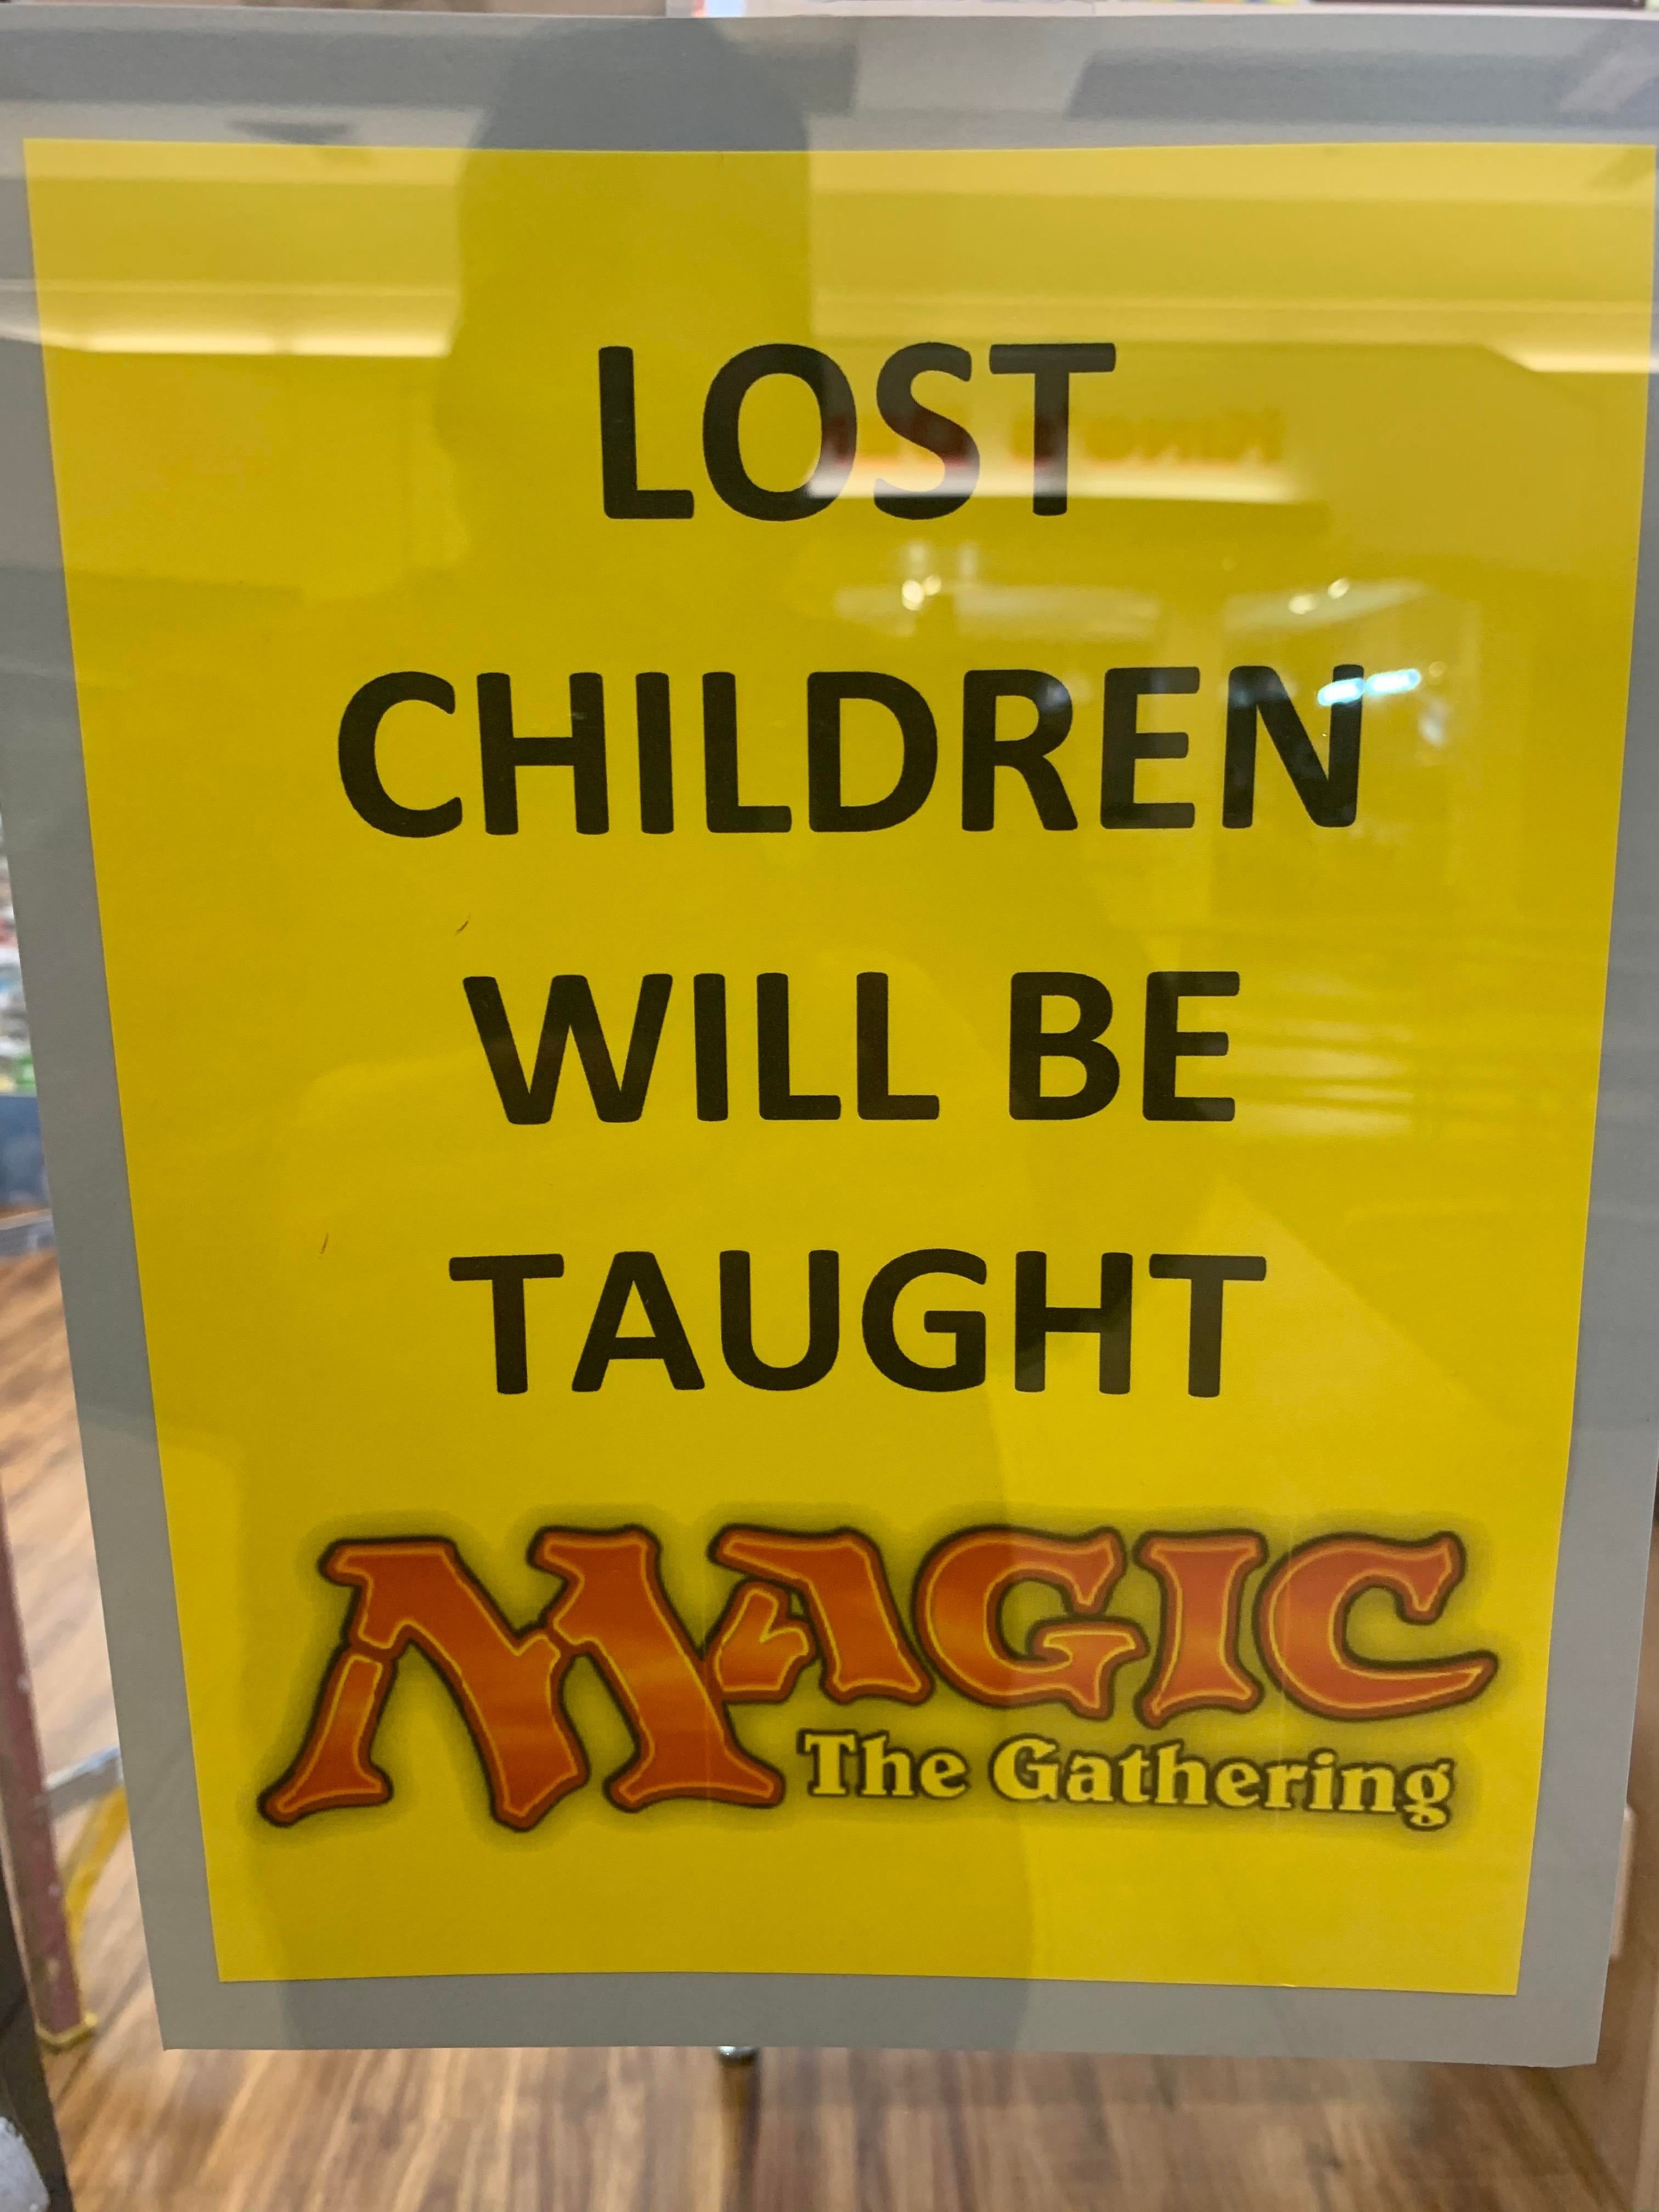 LOST
CHILDREN
WILL BE
TAUGHT
MAGIC
The Gathering